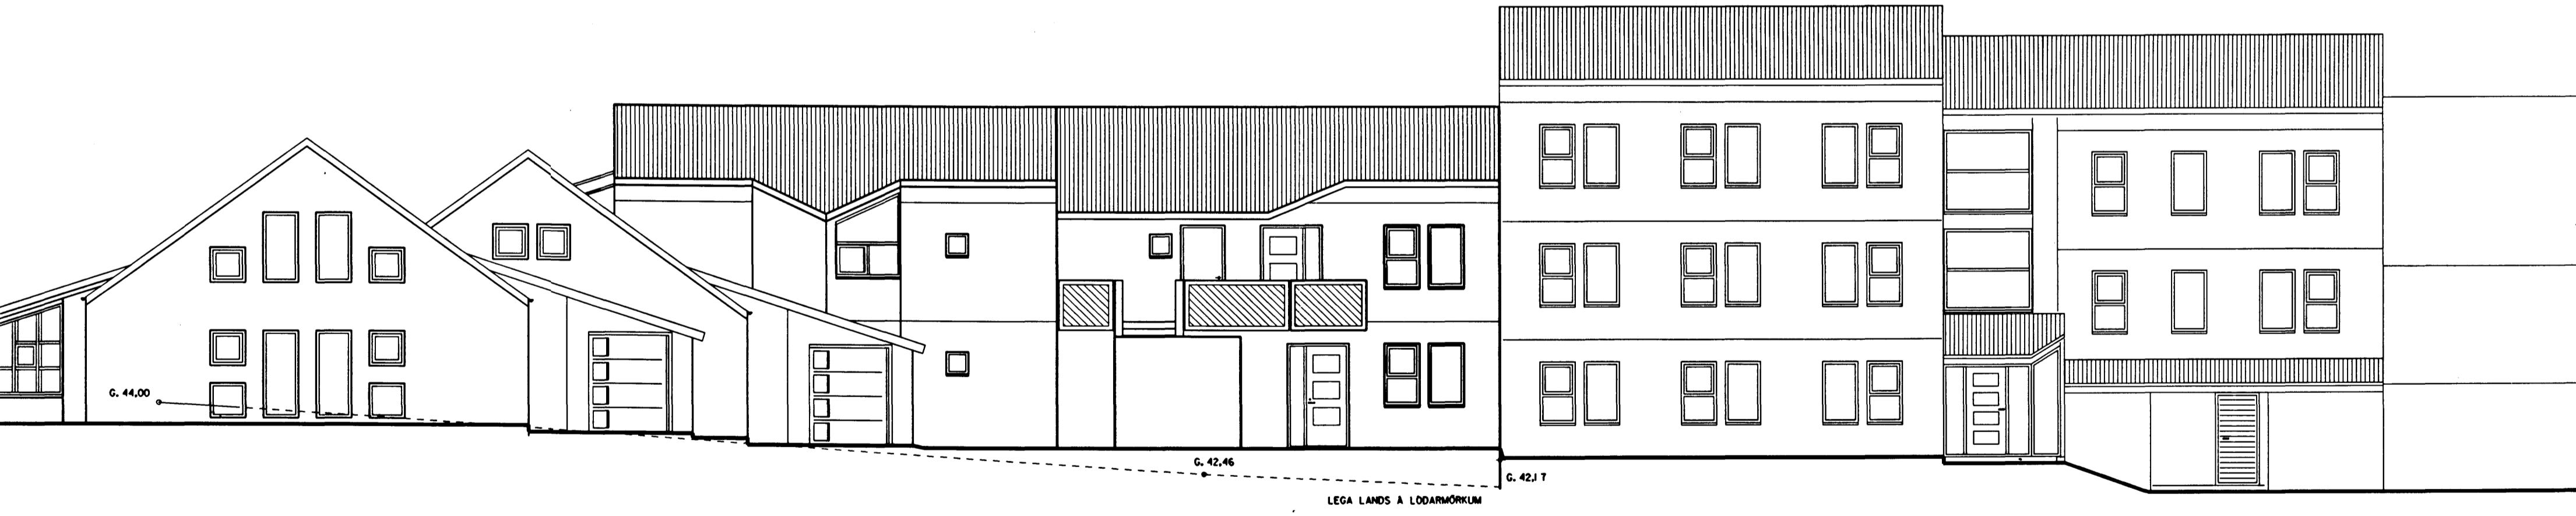 G. 44.00
G. 42.46
G. 42.17
LEGA LANDS A LÓÐARMÖRKUM